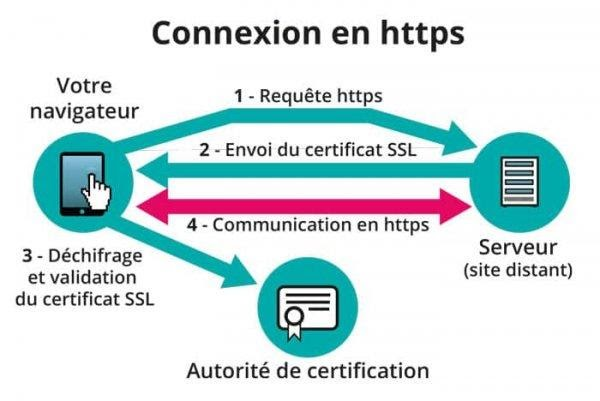 Connexion en https
Votre
navigateur
1 - Requête https
2 - Envoi du certificat SSL
4 - Communication en https
3 - Déchifrage
et validation
du certificat SSL
Serveur
(site distant)
Autorité de certification